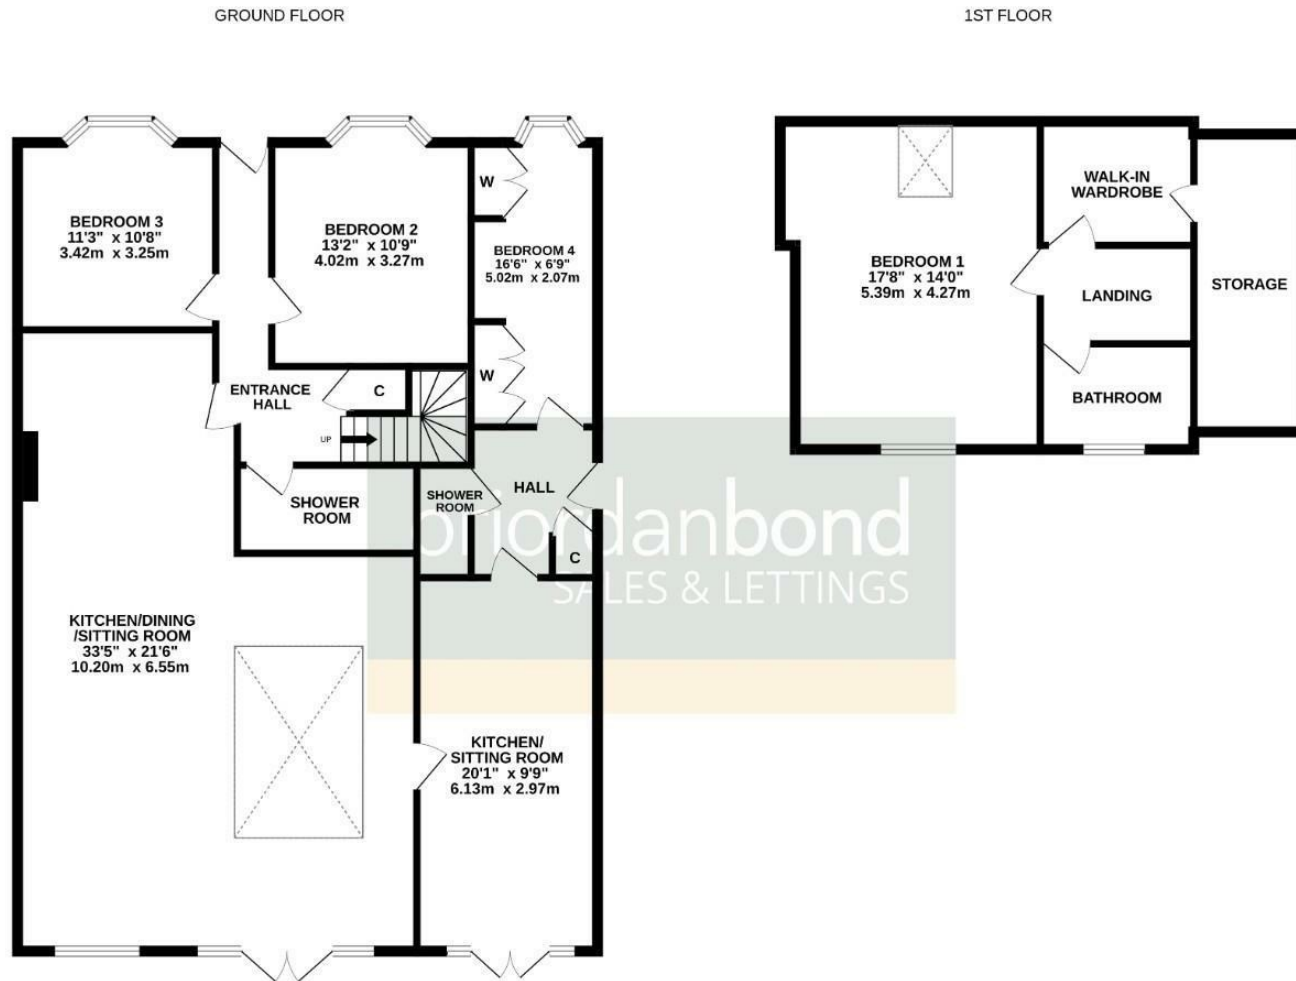 GROUND FLOOR
1ST FLOOR
BEDROOM 3
11'3" x 10'8"
3.42m x 3.25m
BEDROOM 2
13'2" x 10'9"
4.02m x 3.27m
W
BEDROOM 4
16'6" x 6'9"
5.02m x 2.07m
W
ENTRANCE
HALL
C
UP
SHOWER
ROOM
SHOWER
ROOM
HALL
C
KITCHEN/DINING
/SITTING ROOM
33'5" x 21'6"
10.20m x 6.55m
KITCHEN/
SITTING ROOM
20'1" x 9'9"
6.13m x 2.97m
BEDROOM 1
17'8" x 14'0"
5.39m x 4.27m
WALK-IN
WARDROBE
LANDING
BATHROOM
STORAGE
brjordanbond
SALES & LETTINGS